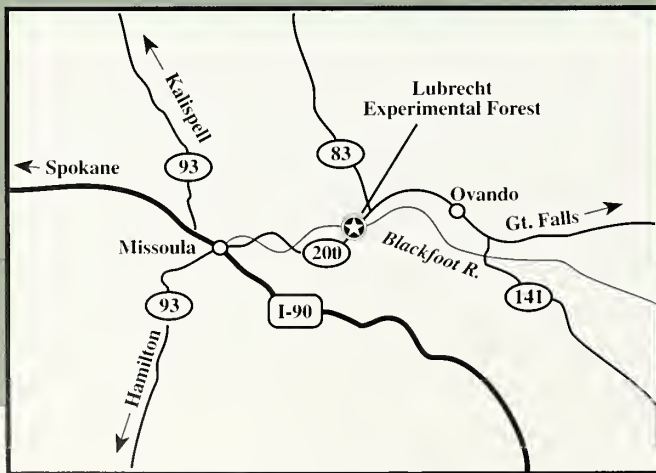 Lubrecht
Experimental Forest
Kalispell
83
93
Spokane
Ovando
Gt. Falls
Missoula
200
Blackfoot R.
93
141
I-90
Hamilton